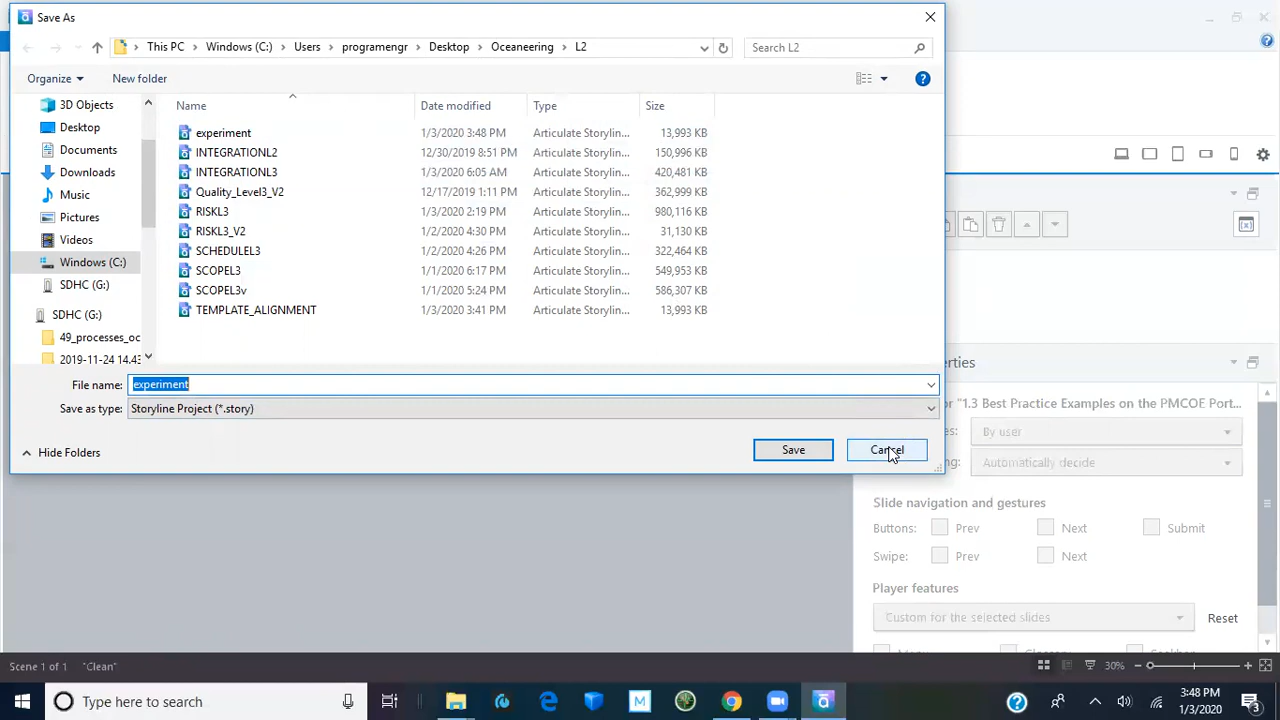 Save As
This PC > Windows (C:) > Users > programengr > Desktop > Oceaneering > L2
Search L2
Organize New folder
3D Objects
Desktop
Documents
Downloads
Music
Pictures
Videos
Windows (C:)
SDHC (G:)
SDHC (G:)
49_processes_oc
2019-11-24 14.43
Name Date modified Type Size
experiment 1/3/2020 3:48 PM Articulate Storylin... 13,993 KB
INTEGRATIONL2 12/30/2019 8:51 PM Articulate Storylin... 150,996 KB
INTEGRATIONL3 1/3/2020 6:05 AM Articulate Storylin... 420,481 KB
Quality_Level3_V2 12/17/2019 1:11 PM Articulate Storylin... 362,999 KB
RISKL3 1/3/2020 2:19 PM Articulate Storylin... 980,116 KB
RISKL3_V2 1/2/2020 4:30 PM Articulate Storylin... 31,130 KB
SCHEDULEL3 1/2/2020 4:26 PM Articulate Storylin... 322,464 KB
SCOPEL3 1/1/2020 6:17 PM Articulate Storylin... 549,953 KB
SCOPEL3v 1/1/2020 5:24 PM Articulate Storylin... 586,307 KB
TEMPLATE_ALIGNMENT 1/3/2020 3:41 PM Articulate Storylin... 13,993 KB
File name: experiment
Save as type: Storyline Project (*.story)
Hide Folders
Save Cancel
erties
or "1.3 Best Practice Examples on the PMCOE Port...
es: By user
ng: Automatically decide
Slide navigation and gestures
Buttons: Prev Next Submit
Swipe: Prev Next
Player features
Custom for the selected slides Reset
Scene 1 of 1 "Clean"
30%
Type here to search
3:48 PM
1/3/2020
3